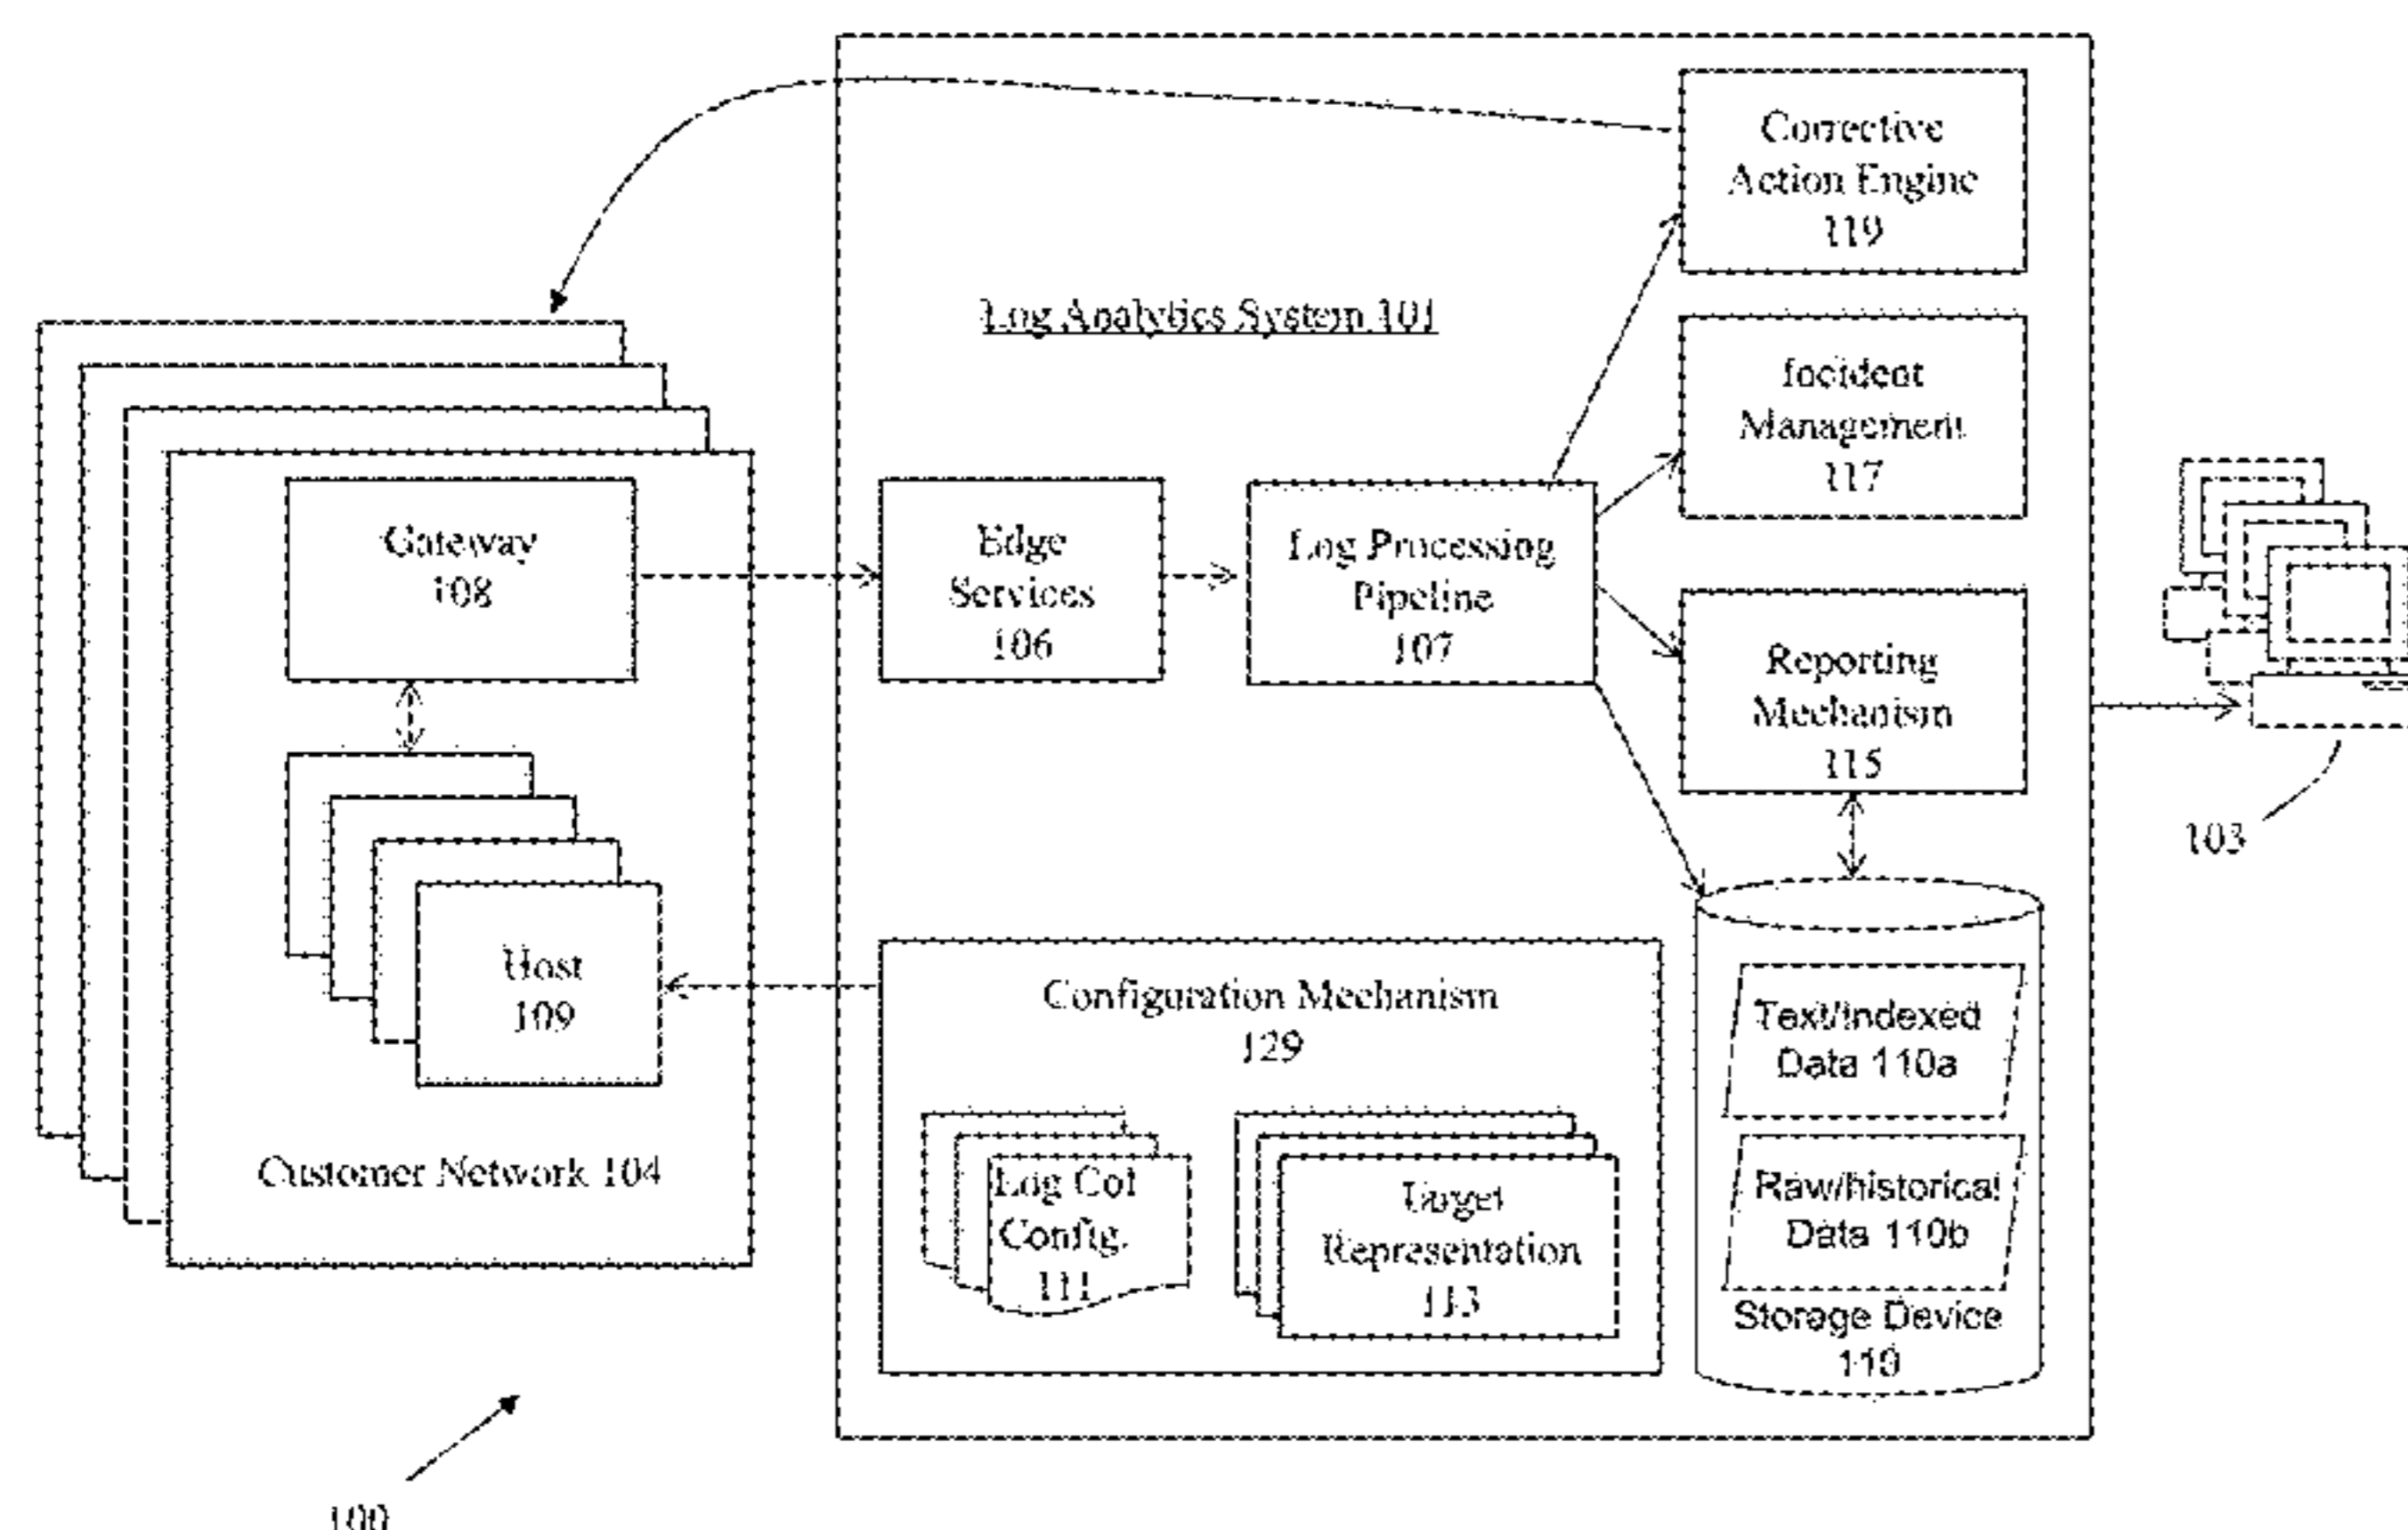 Corrective
Action Engine
119
Log Analytics System 101
Incident
Management
117
Gateway
108
Edge
Services
106
Log Processing
Pipeline
107
Reporting
Mechanism
115
103
Host
109
Configuration Mechanism
129
Text/Indexed
Data 110a
Customer Network 104
Log Col
Config.
111
Target
Representation
113
Raw/historical
Data 110b
Storage Device
110
100